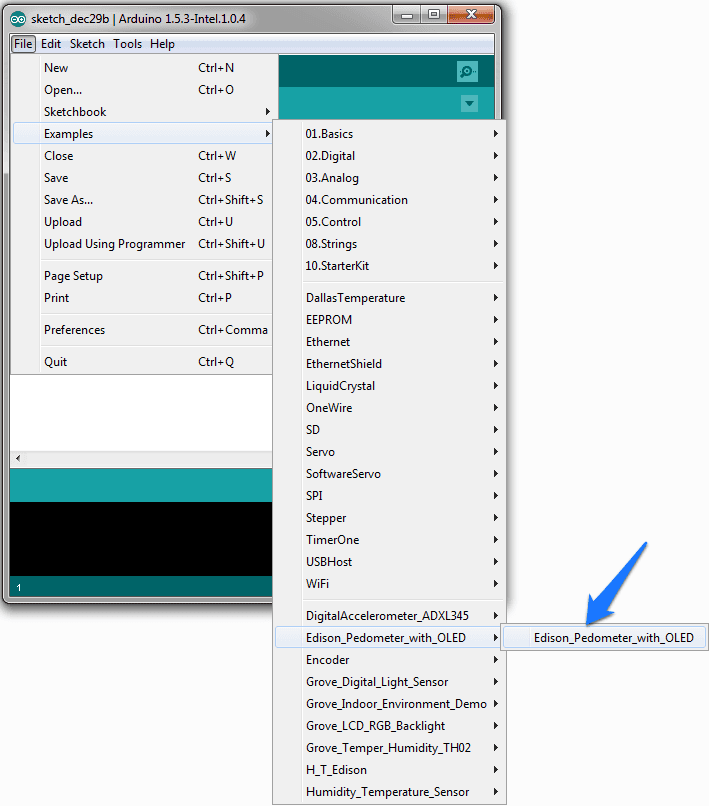 sketch_dec29b | Arduino 1.5.3-Intel.1.0.4
File Edit Sketch Tools Help
New Ctrl+N
Open... Ctrl+O
Sketchbook
Examples
Close Ctrl+W
Save Ctrl+S
Save As... Ctrl+Shift+S
Upload Ctrl+U
Upload Using Programmer Ctrl+Shift+U
Page Setup Ctrl+Shift+P
Print Ctrl+P
Preferences Ctrl+Comma
Quit Ctrl+Q
01.Basics
02.Digital
03.Analog
04.Communication
05.Control
08.Strings
10.StarterKit
DallasTemperature
EEPROM
Ethernet
EthernetShield
LiquidCrystal
OneWire
SD
Servo
SoftwareServo
SPI
Stepper
TimerOne
USBHost
WiFi
DigitalAccelerometer_ADXL345
Edison_Pedometer_with_OLED
Edison_Pedometer_with_OLED
Encoder
Grove_Digital_Light_Sensor
Grove_Indoor_Environment_Demo
Grove_LCD_RGB_Backlight
Grove_Temper_Humidity_TH02
H_T_Edison
Humidity_Temperature_Sensor
1